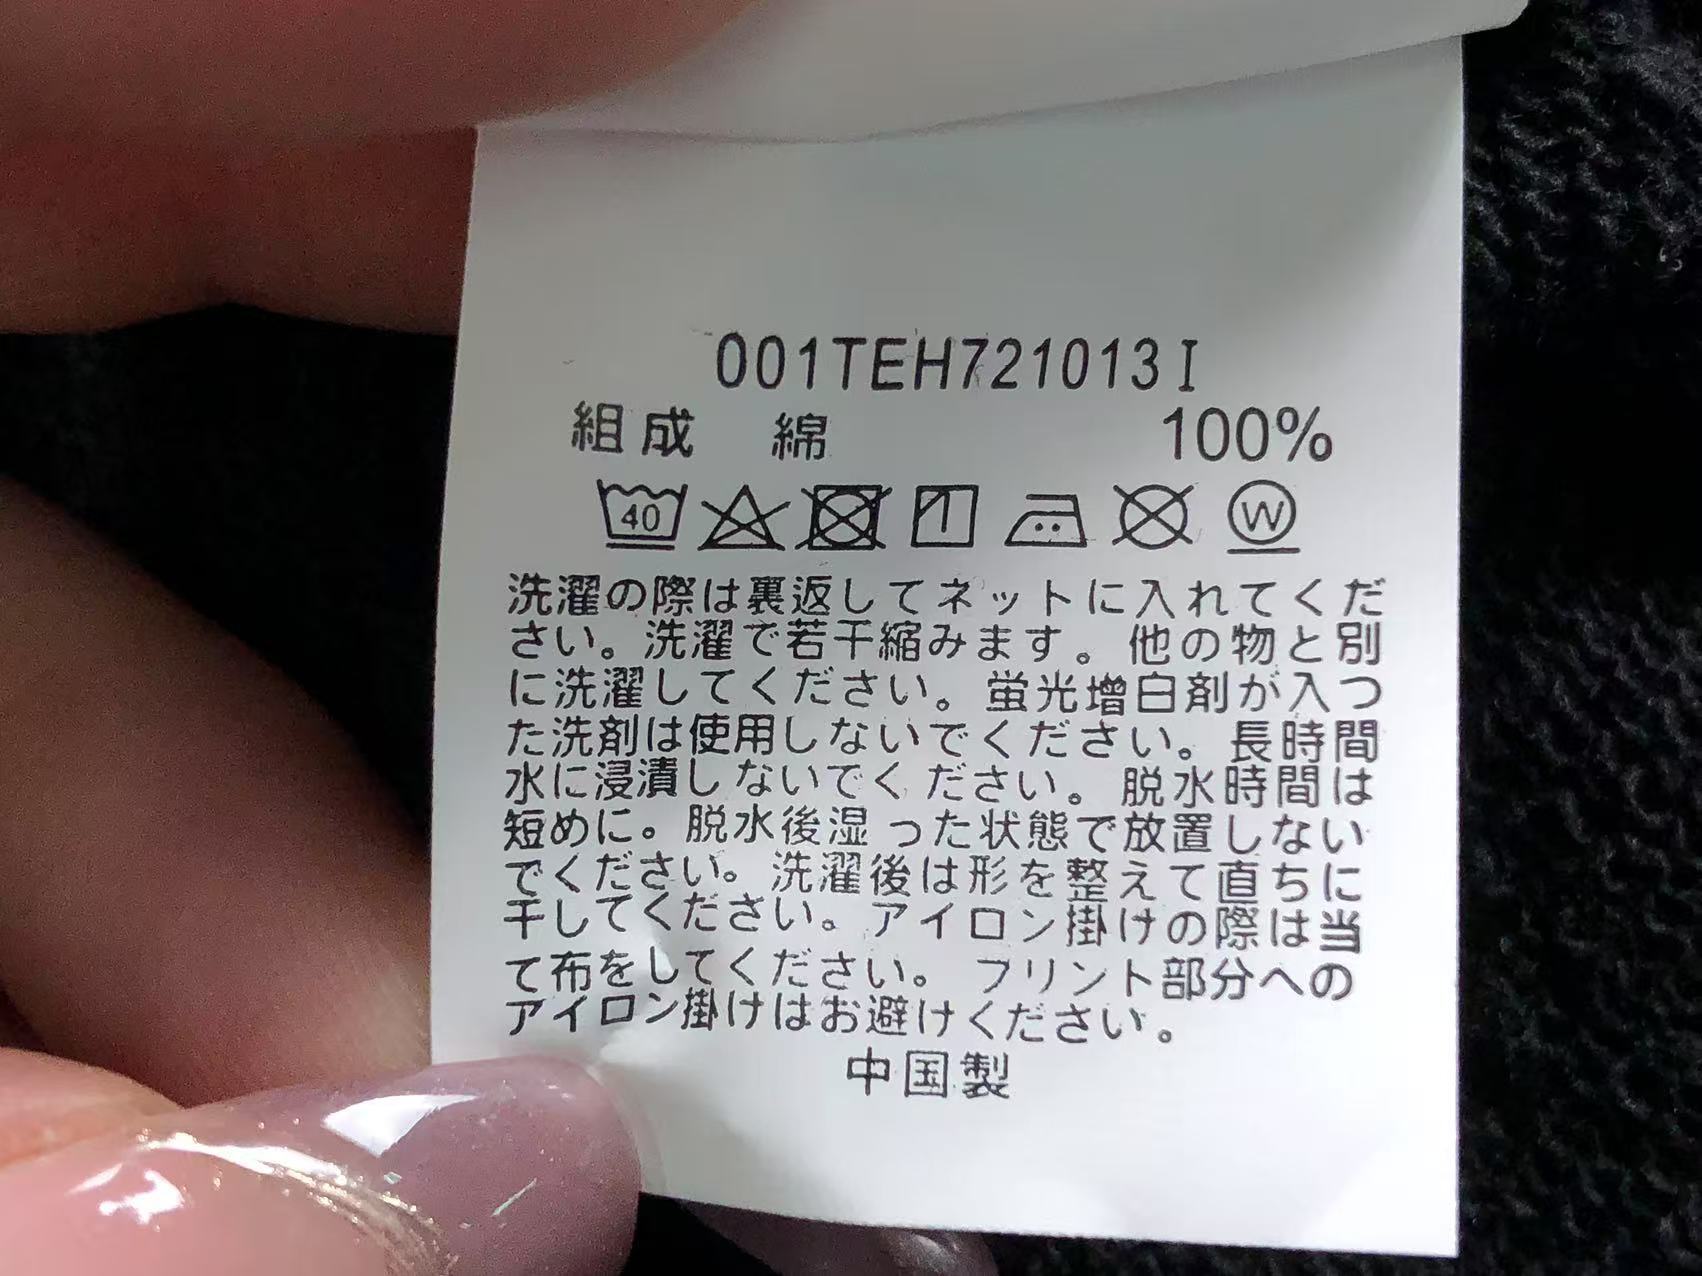 001TEH721013I
組成 綿 100%
40 W
洗濯の際は裏返してネットに入れてくだ
さい。洗濯で若干縮みます。他の物と別
に洗濯してください。蛍光増白剤が入つ
た洗剤は使用しないでください。長時間
水に浸漬しないでください。脱水時間は
短めに。脱水後湿った状態で放置しない
でください。洗濯後は形を整えて直ちに
干してください。アイロン掛けの際は当
て布をしてください。プリント部分への
アイロン掛けはお避けください。
中国製